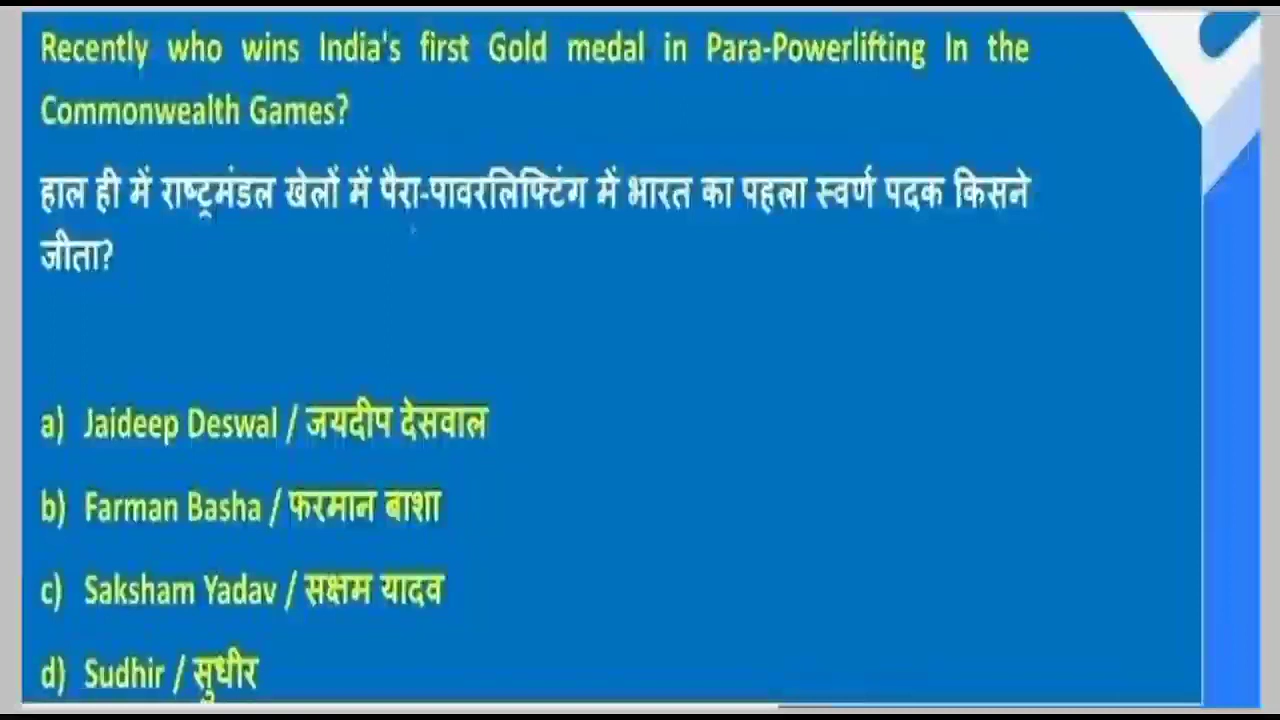 Recently who wins India's first Gold medal in Para-Powerlifting In the
Commonwealth Games?
हाल ही में राष्ट्रमंडल खेलों में पैरा-पावरलिफ्टिंग में भारत का पहला स्वर्ण पदक किसने
जीता?
a) Jaideep Deswal / जयदीप देसवाल
b) Farman Basha / फरमान बाशा
c) Saksham Yadav / सक्षम यादव
d) Sudhir / सुधीर